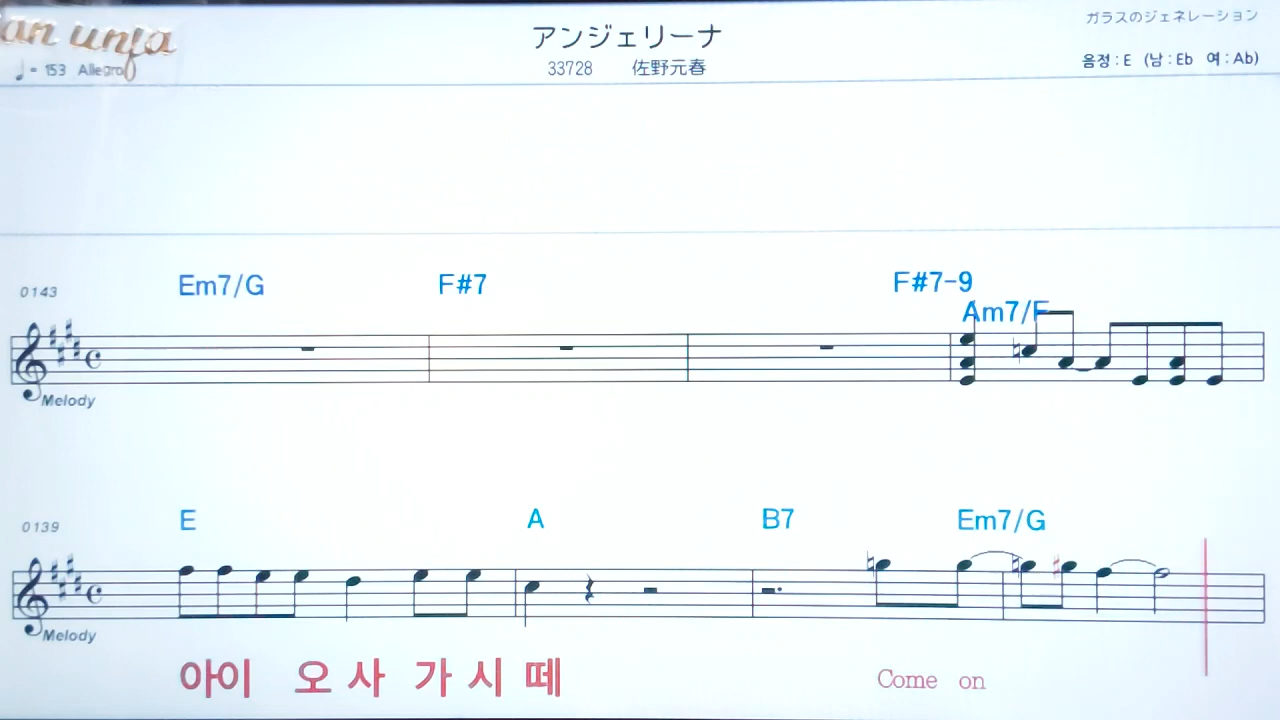 アンジェリーナ
ガラスのジェネレーション
♩= 153 Allegro
33728 佐野元春
음정:E (남:Eb 여:Ab)
Em7/G F#7 F#7-9
Am7/F
0143
Melody
E A B7 Em7/G
0139
Melody
아이 오 사 가 시 떼 Come on